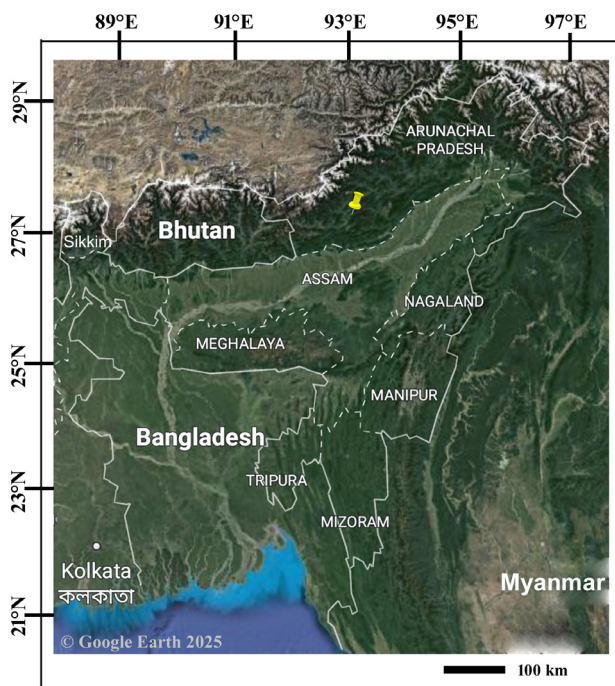 89°E 91°E 93°E 95°E 97°E
29°N
ARUNACHAL
PRADESH
27°N
Bhutan
Sikkim
ASSAM
NAGALAND
MEGHALAYA
25°N
MANIPUR
Bangladesh
TRIPURA
23°N
MIZORAM
Kolkata
কলকাতা
Myanmar
21°N
© Google Earth 2025
100 km